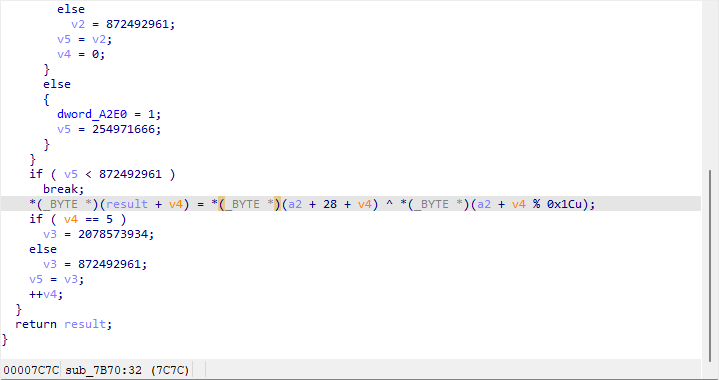 else
v2 = 872492961;
v5 = v2;
v4 = 0;
}
else
{
dword_A2E0 = 1;
v5 = 254971666;
}
}
if ( v5 < 872492961 )
break;
*(_BYTE *)(result + v4) = *(_BYTE *)(a2 + 28 + v4) ^ *(_BYTE *)(a2 + v4 % 0x1Cu);
if ( v4 == 5 )
v3 = 2078573934;
else
v3 = 872492961;
v5 = v3;
++v4;
}
return result;
}
00007C7C sub_7B70:32 (7C7C)